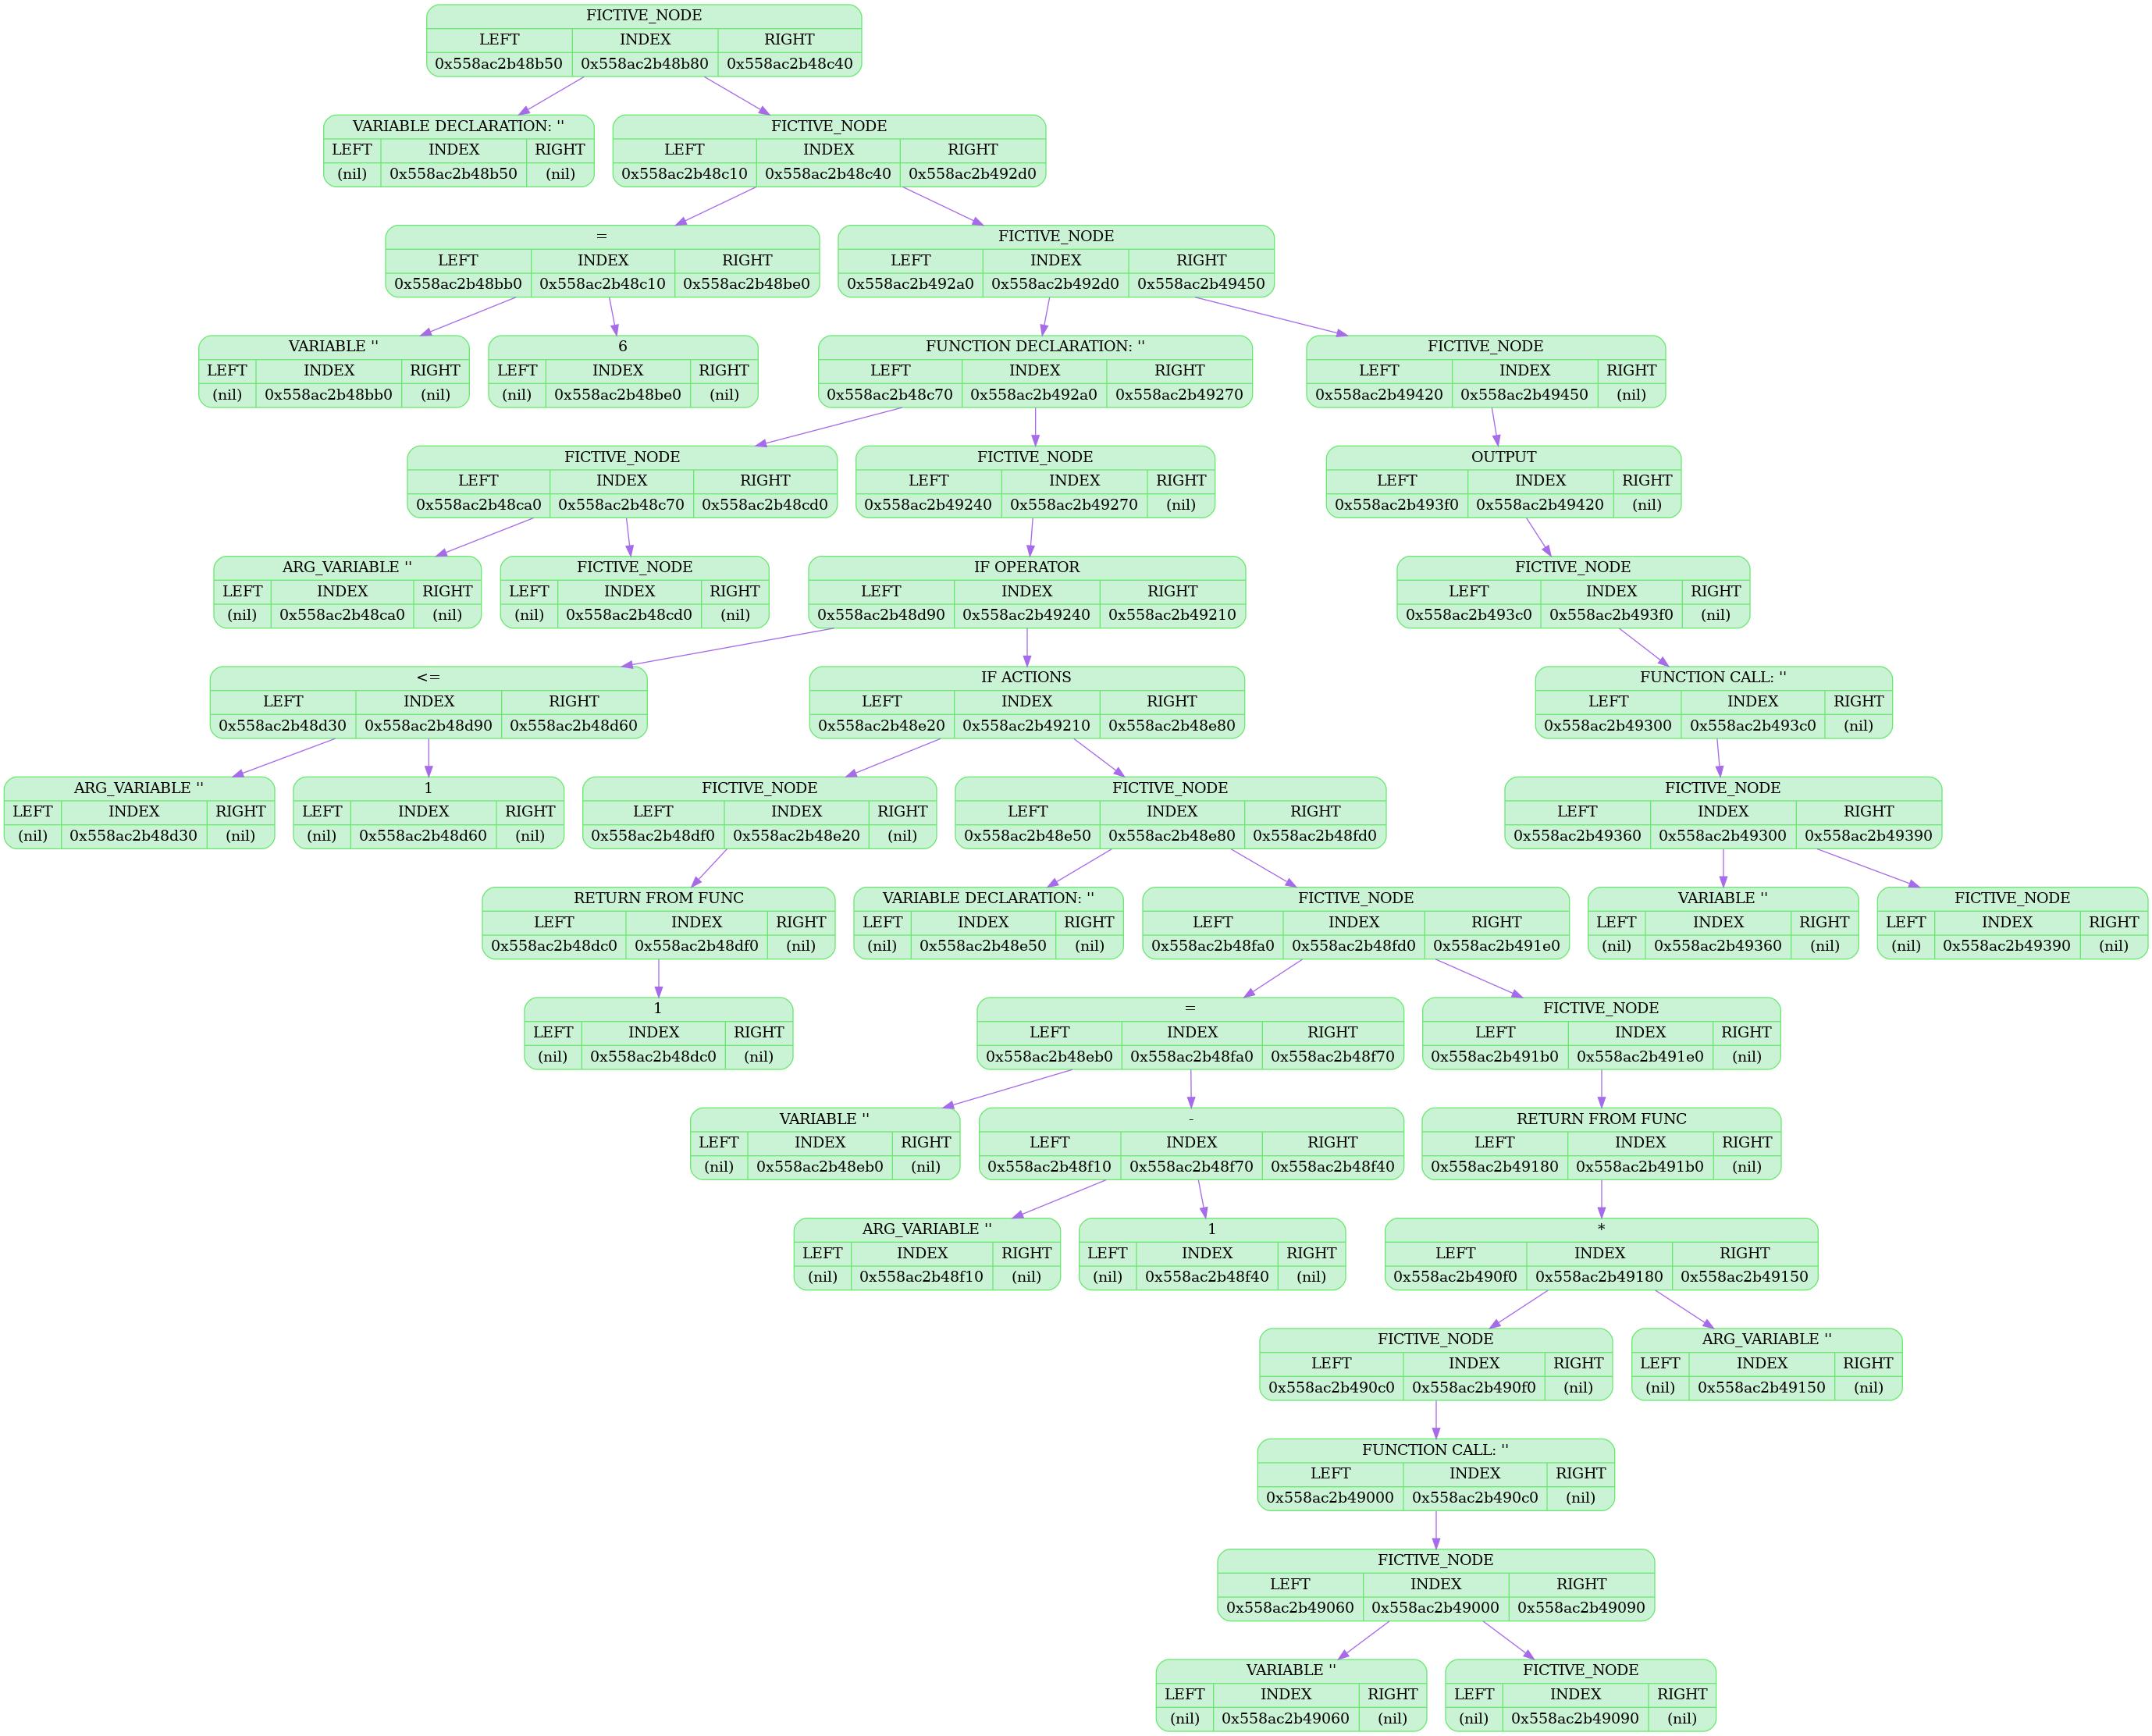 FICTIVE_NODE
LEFT INDEX RIGHT
0x558ac2b48b50 0x558ac2b48b80 0x558ac2b48c40
VARIABLE DECLARATION: ''
LEFT INDEX RIGHT
(nil) 0x558ac2b48b50 (nil)
FICTIVE_NODE
LEFT INDEX RIGHT
0x558ac2b48c10 0x558ac2b48c40 0x558ac2b492d0
=
LEFT INDEX RIGHT
0x558ac2b48bb0 0x558ac2b48c10 0x558ac2b48be0
FICTIVE_NODE
LEFT INDEX RIGHT
0x558ac2b492a0 0x558ac2b492d0 0x558ac2b49450
VARIABLE ''
LEFT INDEX RIGHT
(nil) 0x558ac2b48bb0 (nil)
6
LEFT INDEX RIGHT
(nil) 0x558ac2b48be0 (nil)
FUNCTION DECLARATION: ''
LEFT INDEX RIGHT
0x558ac2b48c70 0x558ac2b492a0 0x558ac2b49270
FICTIVE_NODE
LEFT INDEX RIGHT
0x558ac2b49420 0x558ac2b49450 (nil)
FICTIVE_NODE
LEFT INDEX RIGHT
0x558ac2b48ca0 0x558ac2b48c70 0x558ac2b48cd0
FICTIVE_NODE
LEFT INDEX RIGHT
0x558ac2b49240 0x558ac2b49270 (nil)
OUTPUT
LEFT INDEX RIGHT
0x558ac2b493f0 0x558ac2b49420 (nil)
ARG_VARIABLE ''
LEFT INDEX RIGHT
(nil) 0x558ac2b48ca0 (nil)
FICTIVE_NODE
LEFT INDEX RIGHT
(nil) 0x558ac2b48cd0 (nil)
IF OPERATOR
LEFT INDEX RIGHT
0x558ac2b48d90 0x558ac2b49240 0x558ac2b49210
FICTIVE_NODE
LEFT INDEX RIGHT
0x558ac2b493c0 0x558ac2b493f0 (nil)
<=
LEFT INDEX RIGHT
0x558ac2b48d30 0x558ac2b48d90 0x558ac2b48d60
IF ACTIONS
LEFT INDEX RIGHT
0x558ac2b48e20 0x558ac2b49210 0x558ac2b48e80
FUNCTION CALL: ''
LEFT INDEX RIGHT
0x558ac2b49300 0x558ac2b493c0 (nil)
ARG_VARIABLE ''
LEFT INDEX RIGHT
(nil) 0x558ac2b48d30 (nil)
1
LEFT INDEX RIGHT
(nil) 0x558ac2b48d60 (nil)
FICTIVE_NODE
LEFT INDEX RIGHT
0x558ac2b48df0 0x558ac2b48e20 (nil)
FICTIVE_NODE
LEFT INDEX RIGHT
0x558ac2b48e50 0x558ac2b48e80 0x558ac2b48fd0
FICTIVE_NODE
LEFT INDEX RIGHT
0x558ac2b49360 0x558ac2b49300 0x558ac2b49390
RETURN FROM FUNC
LEFT INDEX RIGHT
0x558ac2b48dc0 0x558ac2b48df0 (nil)
VARIABLE DECLARATION: ''
LEFT INDEX RIGHT
(nil) 0x558ac2b48e50 (nil)
FICTIVE_NODE
LEFT INDEX RIGHT
0x558ac2b48fa0 0x558ac2b48fd0 0x558ac2b491e0
VARIABLE ''
LEFT INDEX RIGHT
(nil) 0x558ac2b49360 (nil)
FICTIVE_NODE
LEFT INDEX RIGHT
(nil) 0x558ac2b49390 (nil)
1
LEFT INDEX RIGHT
(nil) 0x558ac2b48dc0 (nil)
=
LEFT INDEX RIGHT
0x558ac2b48eb0 0x558ac2b48fa0 0x558ac2b48f70
FICTIVE_NODE
LEFT INDEX RIGHT
0x558ac2b491b0 0x558ac2b491e0 (nil)
VARIABLE ''
LEFT INDEX RIGHT
(nil) 0x558ac2b48eb0 (nil)
-
LEFT INDEX RIGHT
0x558ac2b48f10 0x558ac2b48f70 0x558ac2b48f40
RETURN FROM FUNC
LEFT INDEX RIGHT
0x558ac2b49180 0x558ac2b491b0 (nil)
ARG_VARIABLE ''
LEFT INDEX RIGHT
(nil) 0x558ac2b48f10 (nil)
1
LEFT INDEX RIGHT
(nil) 0x558ac2b48f40 (nil)
*
LEFT INDEX RIGHT
0x558ac2b490f0 0x558ac2b49180 0x558ac2b49150
FICTIVE_NODE
LEFT INDEX RIGHT
0x558ac2b490c0 0x558ac2b490f0 (nil)
ARG_VARIABLE ''
LEFT INDEX RIGHT
(nil) 0x558ac2b49150 (nil)
FUNCTION CALL: ''
LEFT INDEX RIGHT
0x558ac2b49000 0x558ac2b490c0 (nil)
FICTIVE_NODE
LEFT INDEX RIGHT
0x558ac2b49060 0x558ac2b49000 0x558ac2b49090
VARIABLE ''
LEFT INDEX RIGHT
(nil) 0x558ac2b49060 (nil)
FICTIVE_NODE
LEFT INDEX RIGHT
(nil) 0x558ac2b49090 (nil)